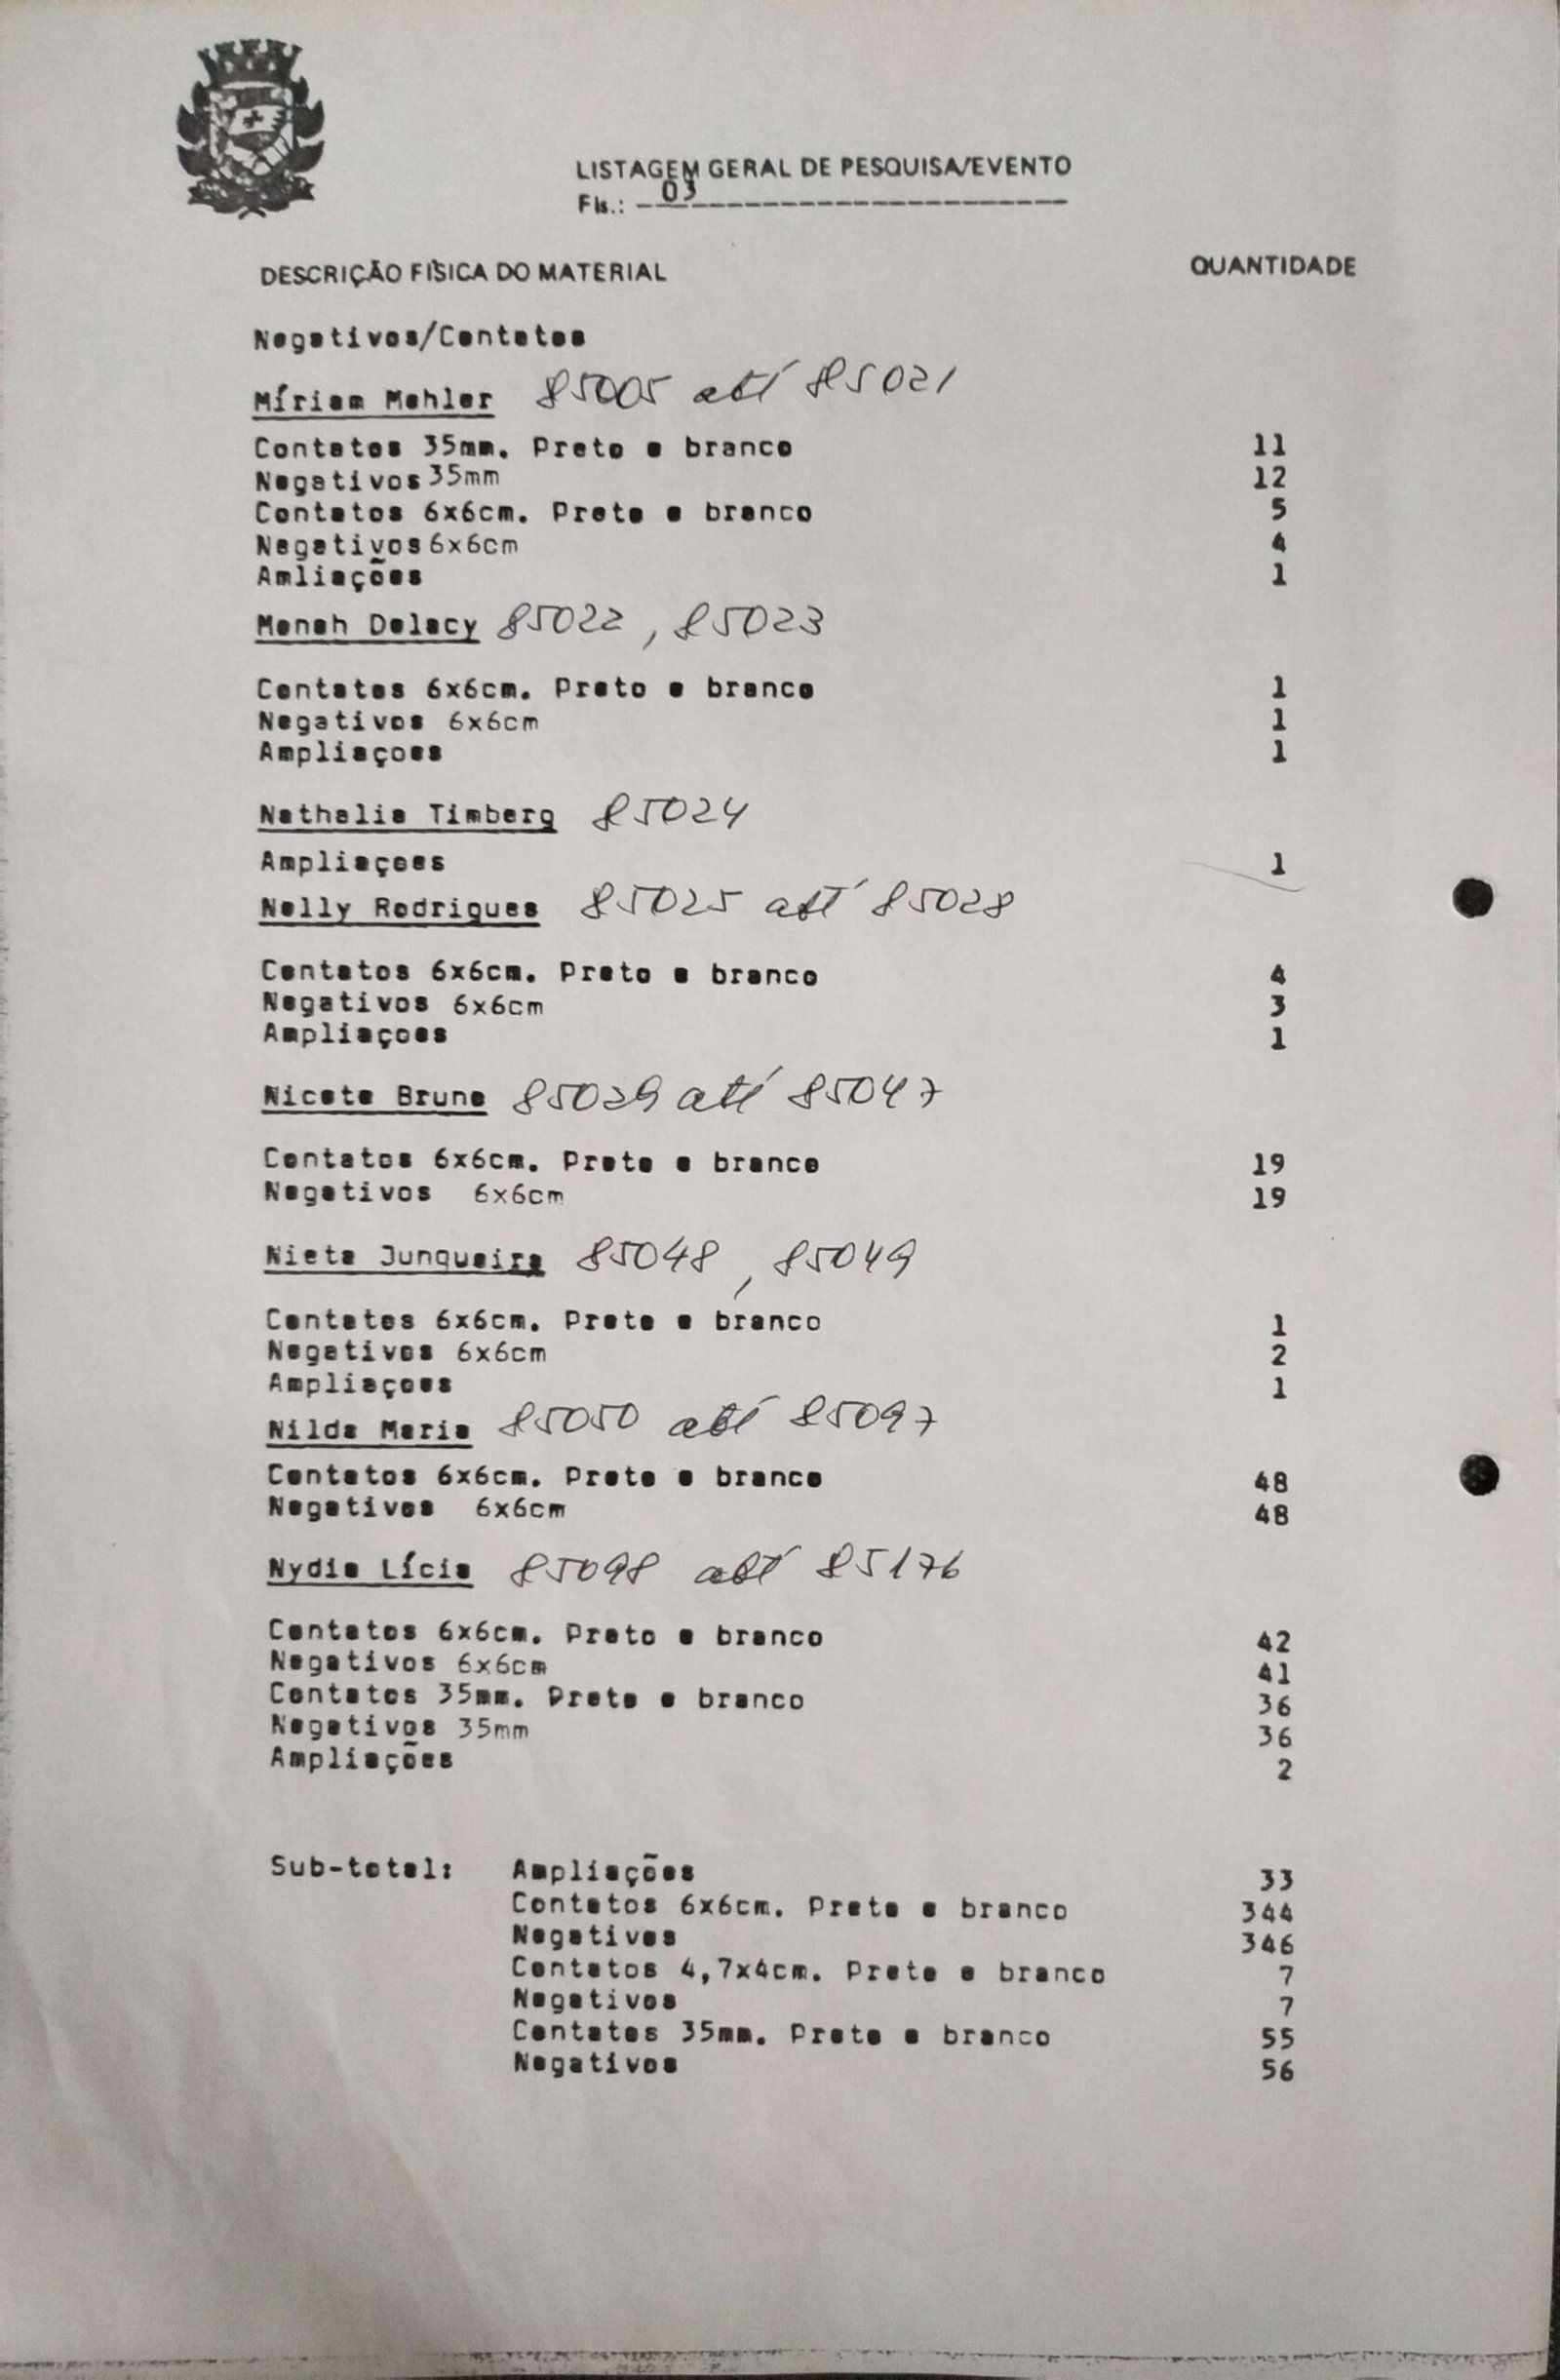 LISTAGEM GERAL DE PESQUISA/EVENTO
Fls.: 03
DESCRIÇÃO FÍSICA DO MATERIAL QUANTIDADE
Negativos/Contatos
Míriam Mehler 85005 até 85021
Contatos 35mm. Preto e branco 11
Negativos 35mm 12
Contatos 6x6cm. Preto e branco 5
Negativos 6x6cm 4
Amliações 1
Monah Delacy 85022, 85023
Contatos 6x6cm. Preto e branco 1
Negativos 6x6cm 1
Ampliaçoes 1
Nathalia Timberg 85024
Ampliaçoes 1
Nelly Rodrigues 85025 até 85028
Contatos 6x6cm. Preto e branco 4
Negativos 6x6cm 3
Ampliaçoes 1
Nicete Bruno 85029 até 85047
Contatos 6x6cm. Preto e branco 19
Negativos 6x6cm 19
Nieta Junqueira 85048, 85049
Contatos 6x6cm. Preto e branco 1
Negativos 6x6cm 2
Ampliaçoes 1
Nilda Maria 85050 até 85097
Contatos 6x6cm. Preto e branco 48
Negativos 6x6cm 48
Nydia Lícia 85098 até 85176
Contatos 6x6cm. Preto e branco 42
Negativos 6x6cm 41
Contatos 35mm. Preto e branco 36
Negativos 35mm 36
Ampliações 2
Sub-total: Ampliações 33
Contatos 6x6cm. Preto e branco 344
Negativos 346
Contatos 4,7x4cm. Preto e branco 7
Negativos 7
Contatos 35mm. Preto e branco 55
Negativos 56